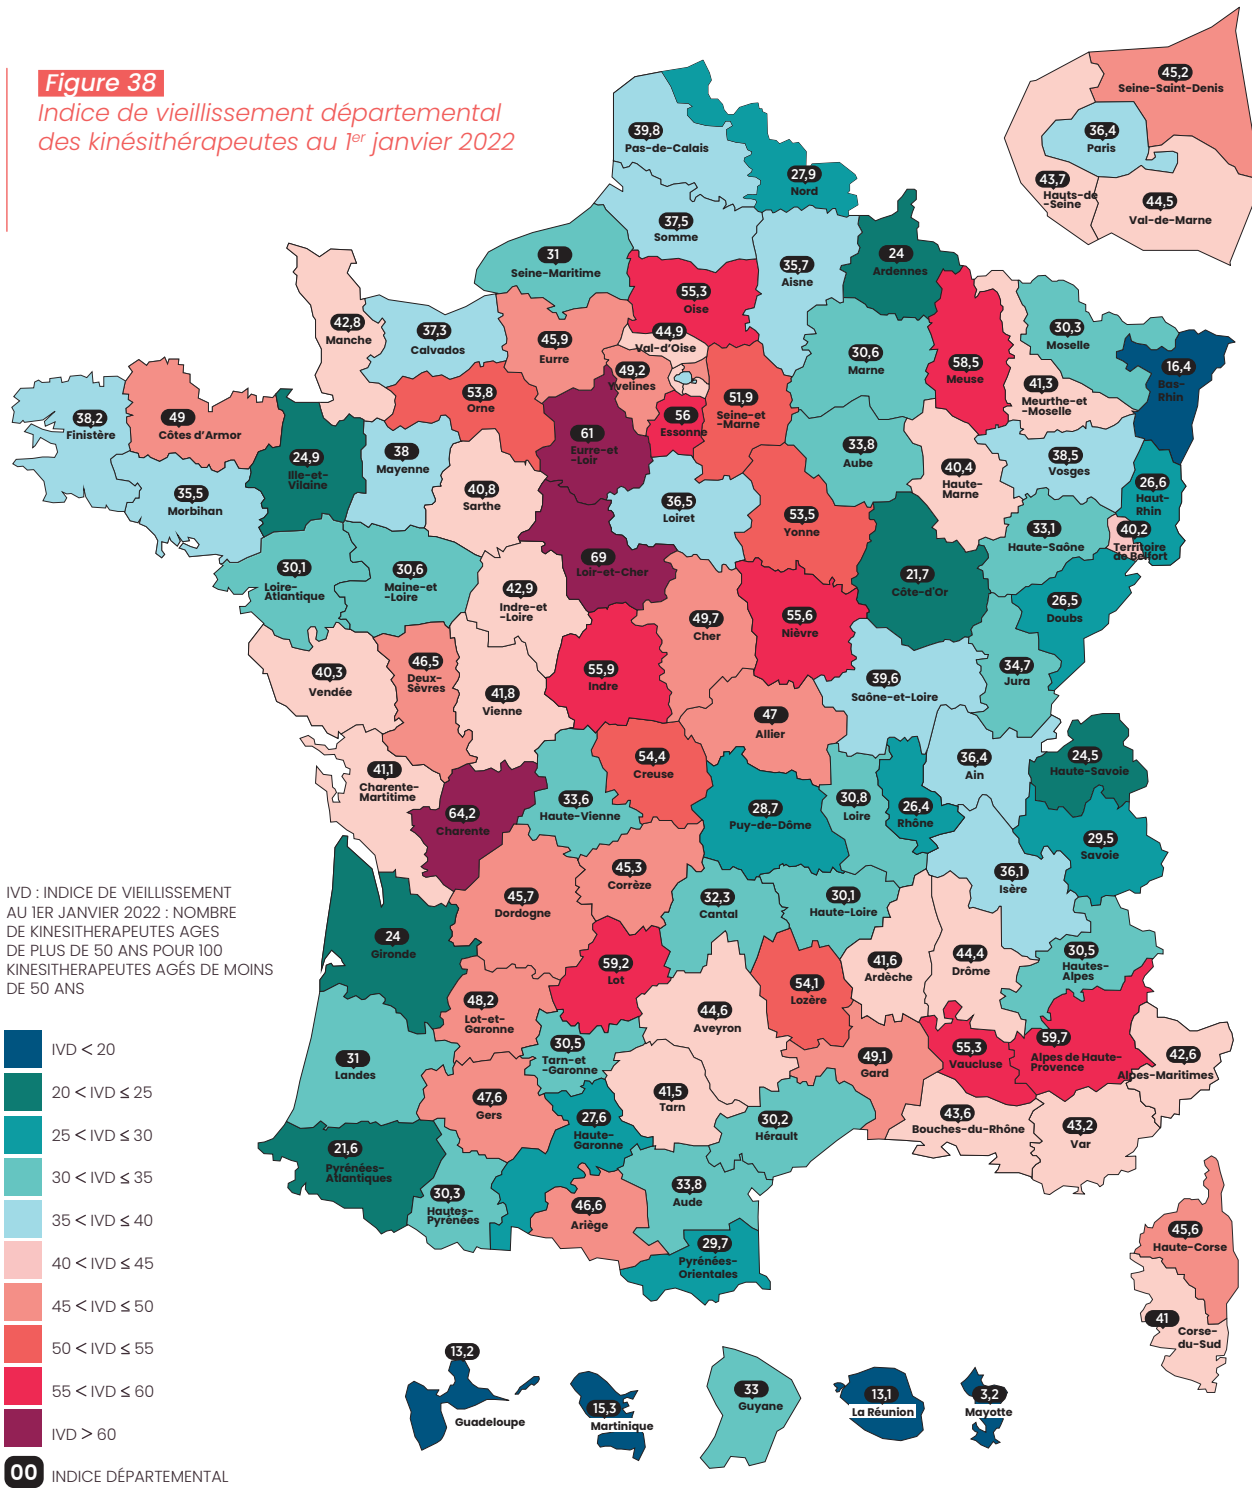 Figure 38
Indice de vieillissement départemental
des kinésithérapeutes au 1er janvier 2022
45,2
Seine-Saint-Denis
36,4
Paris
43,7
Hauts-de
-Seine
44,5
Val-de-Marne
39,8
Pas-de-Calais
27,9
Nord
37,5
Somme
31
Seine-Maritime
55,3
Oise
35,7
Aisne
24
Ardennes
42,8
Manche
37,3
Calvados
45,9
Eurre
44,9
Val-d'Oise
30,6
Marne
58,5
Meuse
30,3
Moselle
16,4
Bas-
Rhin
41,3
Meurthe-et
-Moselle
49,2
Yvelines
53,8
Orne
51,9
Seine-et
-Marne
56
Essonne
38,2
Finistère
49
Côtes d'Armor
24,9
Ille-et-
Vilaine
38
Mayenne
61
Eurre-et
-Loir
33,8
Aube
40,4
Haute-
Marne
38,5
Vosges
26,6
Haut-
Rhin
35,5
Morbihan
40,8
Sarthe
36,5
Loiret
53,5
Yonne
33,1
Haute-Saône
40,2
Territoire
de Belfort
30,1
Loire-
Atlantique
30,6
Maine-et
-Loire
69
Loir-et-Cher
42,9
Indre-et
-Loire
21,7
Côte-d'Or
26,5
Doubs
49,7
Cher
55,6
Nièvre
40,3
Vendée
46,5
Deux-
Sèvres
41,8
Vienne
55,9
Indre
39,6
Saône-et-Loire
34,7
Jura
47
Allier
41,1
Charente-
Martitime
54,4
Creuse
36,4
Ain
24,5
Haute-Savoie
64,2
Charente
33,6
Haute-Vienne
28,7
Puy-de-Dôme
30,8
Loire
26,4
Rhône
29,5
Savoie
45,3
Corrèze
36,1
Isère
45,7
Dordogne
32,3
Cantal
30,1
Haute-Loire
IVD : INDICE DE VIEILLISSEMENT
AU 1ER JANVIER 2022 : NOMBRE
DE KINESITHERAPEUTES AGES
DE PLUS DE 50 ANS POUR 100
KINESITHERAPEUTES AGÉS DE MOINS
DE 50 ANS
24
Gironde
59,2
Lot
54,1
Lozère
41,6
Ardèche
44,4
Drôme
30,5
Hautes-
Alpes
48,2
Lot-et-
Garonne
44,6
Aveyron
31
Landes
30,5
Tarn-et
-Garonne
49,1
Gard
55,3
Vaucluse
59,7
Alpes de Haute-
Provence
42,6
Alpes-Maritimes
47,6
Gers
41,5
Tarn
27,6
Haute-
Garonne
30,2
Hérault
43,6
Bouches-du-Rhône
43,2
Var
21,6
Pyrénées-
Atlantiques
30,3
Hautes-
Pyrénées
46,6
Ariège
33,8
Aude
29,7
Pyrénées-
Orientales
45,6
Haute-Corse
41
Corse-
du-Sud
IVD < 20
20 < IVD ≤ 25
25 < IVD ≤ 30
30 < IVD ≤ 35
35 < IVD ≤ 40
40 < IVD ≤ 45
45 < IVD ≤ 50
50 < IVD ≤ 55
55 < IVD ≤ 60
IVD > 60
00 INDICE DÉPARTEMENTAL
13,2
Guadeloupe
15,3
Martinique
33
Guyane
13,1
La Réunion
3,2
Mayotte